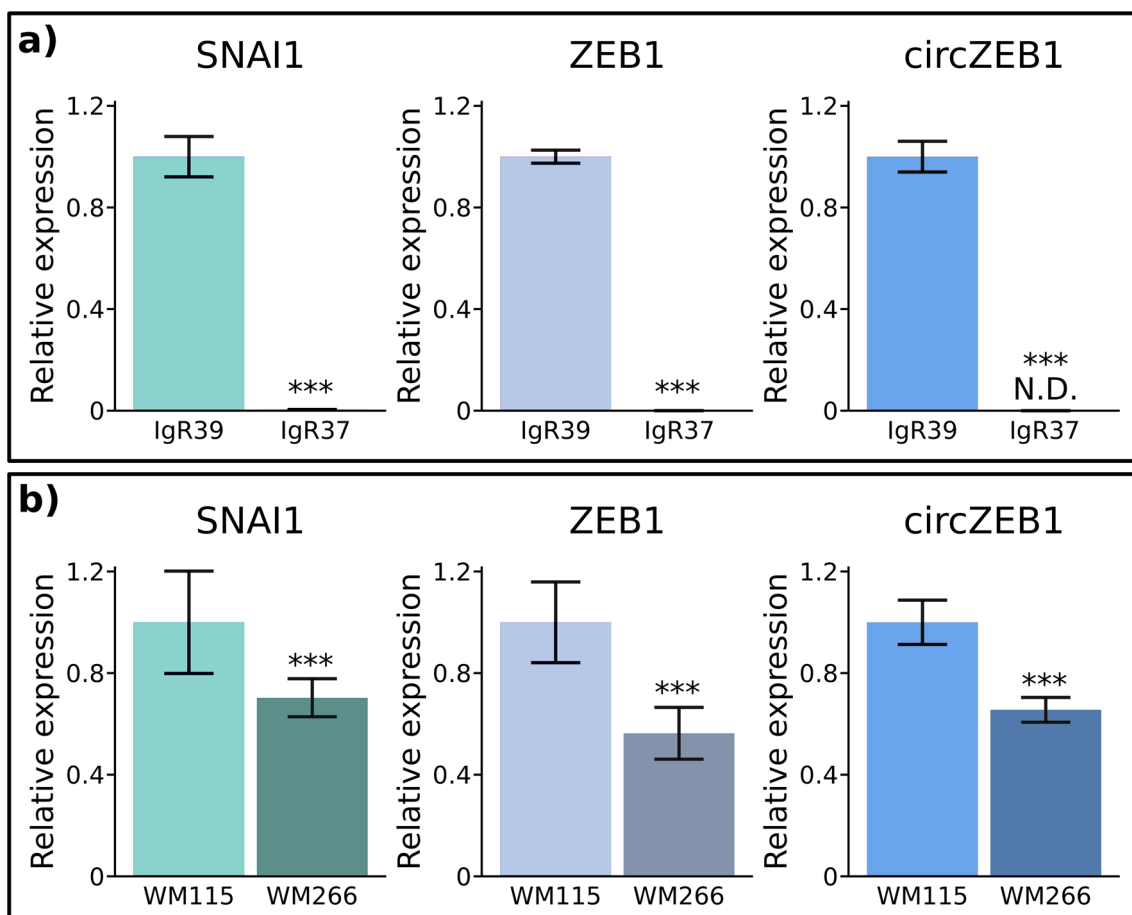 a)
SNAI1 ZEB1 circZEB1
Relative expression
1.2
0.8
0.4
0
***
IgR39 IgR37
Relative expression
1.2
0.8
0.4
0
***
IgR39 IgR37
Relative expression
1.2
0.8
0.4
0
***
N.D.
IgR39 IgR37
b)
SNAI1 ZEB1 circZEB1
Relative expression
1.2
0.8
0.4
0
***
WM115 WM266
Relative expression
1.2
0.8
0.4
0
***
WM115 WM266
Relative expression
1.2
0.8
0.4
0
***
WM115 WM266